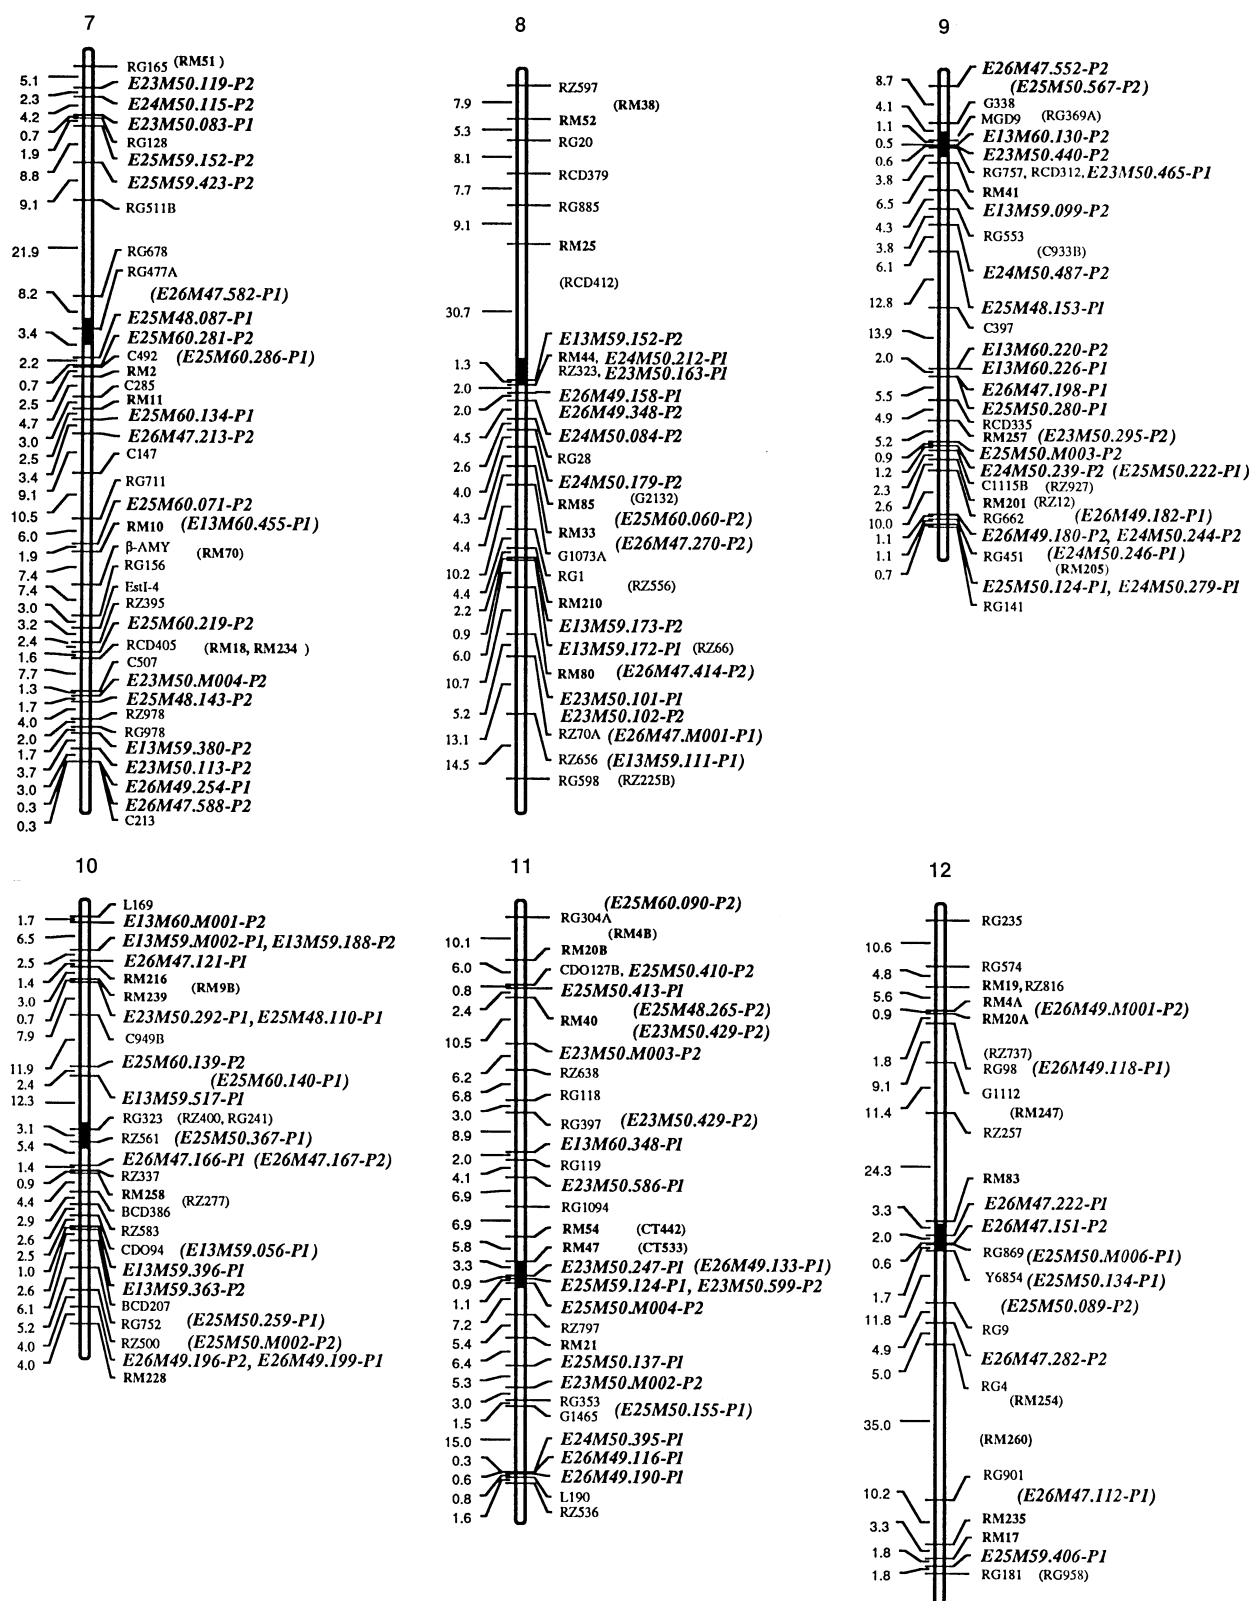 7
RG165 (RM51 )
5.1 E23M50.119-P2
2.3 E24M50.115-P2
4.2 E23M50.083-P1
0.7 RG128
1.9 E25M59.152-P2
8.8 E25M59.423-P2
9.1 RG511B
21.9 RG678
RG477A
8.2 (E26M47.582-P1)
E25M48.087-P1
3.4 E25M60.281-P2
2.2 C492 (E25M60.286-P1)
0.7 RM2
C285
2.5 RM11
4.7 E25M60.134-P1
3.0 E26M47.213-P2
2.5 C147
3.4 RG711
9.1 E25M60.071-P2
10.5 RM10 (E13M60.455-P1)
6.0 β-AMY (RM70)
1.9 RG156
7.4 EstI-4
7.4 RZ395
3.0 E25M60.219-P2
3.2
2.4 RCD405 (RM18, RM234 )
1.6 C507
7.7 E23M50.M004-P2
1.3 E25M48.143-P2
1.7 RZ978
4.0 RG978
2.0 E13M59.380-P2
1.7 E23M50.113-P2
3.7 E26M49.254-P1
3.0 E26M47.588-P2
0.3 C213
0.3
8
RZ597
7.9 (RM38)
RM52
5.3 RG20
8.1 RCD379
7.7 RG885
9.1 RM25
(RCD412)
30.7
E13M59.152-P2
1.3 RM44, E24M50.212-P1
RZ323, E23M50.163-P1
2.0 E26M49.158-P1
2.0 E26M49.348-P2
4.5 E24M50.084-P2
2.6 RG28
4.0 E24M50.179-P2
RM85 (G2132)
4.3 (E25M60.060-P2)
RM33
4.4 (E26M47.270-P2)
G1073A
10.2 RG1
4.4 (RZ556)
2.2 RM210
0.9 E13M59.173-P2
6.0 E13M59.172-P1 (RZ66)
10.7 RM80 (E26M47.414-P2)
E23M50.101-P1
5.2 E23M50.102-P2
13.1 RZ70A (E26M47.M001-P1)
14.5 RZ656 (E13M59.111-P1)
RG598 (RZ225B)
9
E26M47.552-P2
8.7 (E25M50.567-P2)
4.1 G338
1.1 MGD9 (RG369A)
0.5 E13M60.130-P2
0.6 E23M50.440-P2
3.8 RG757, RCD312, E23M50.465-P1
RM41
6.5 E13M59.099-P2
4.3 RG553
3.8 (C933B)
6.1 E24M50.487-P2
12.8 E25M48.153-P1
13.9 C397
2.0 E13M60.220-P2
E13M60.226-P1
5.5 E26M47.198-P1
4.9 E25M50.280-P1
RCD335
5.2 RM257 (E23M50.295-P2)
0.9 E25M50.M003-P2
1.2 E24M50.239-P2 (E25M50.222-P1)
2.3 C1115B (RZ927)
2.6 RM201 (RZ12)
10.0 RG662 (E26M49.182-P1)
1.1 E26M49.180-P2, E24M50.244-P2
1.1 RG451 (E24M50.246-P1)
0.7 (RM205)
E25M50.124-P1, E24M50.279-P1
RG141
10
L169
1.7 E13M60.M001-P2
6.5 E13M59.M002-P1, E13M59.188-P2
2.5 E26M47.121-P1
1.4 RM216 (RM9B)
3.0 RM239
0.7 E23M50.292-P1, E25M48.110-P1
7.9 C949B
11.9 E25M60.139-P2
2.4 (E25M60.140-P1)
12.3 E13M59.517-P1
3.1 RG323 (RZ400, RG241)
5.4 RZ561 (E25M50.367-P1)
1.4 E26M47.166-P1 (E26M47.167-P2)
0.9 RZ337
4.4 RM258 (RZ277)
2.9 BCD386
2.6 RZ583
2.5 CDO94 (E13M59.056-P1)
1.0 E13M59.396-P1
2.6 E13M59.363-P2
6.1 BCD207
5.2 RG752 (E25M50.259-P1)
4.0 RZ500 (E25M50.M002-P2)
4.0 E26M49.196-P2, E26M49.199-P1
RM228
11
(E25M60.090-P2)
RG304A
10.1 (RM4B)
RM20B
6.0 CDO127B, E25M50.410-P2
0.8 E25M50.413-P1
2.4 (E25M48.265-P2)
RM40
10.5 (E23M50.429-P2)
E23M50.M003-P2
6.2 RZ638
6.8 RG118
3.0 RG397 (E23M50.429-P2)
8.9 E13M60.348-P1
2.0 RG119
4.1 E23M50.586-P1
6.9 RG1094
6.9 RM54 (CT442)
5.8 RM47 (CT533)
3.3 E23M50.247-P1 (E26M49.133-P1)
0.9 E25M59.124-P1, E23M50.599-P2
1.1 E25M50.M004-P2
7.2 RZ797
5.4 RM21
6.4 E25M50.137-P1
5.3 E23M50.M002-P2
3.0 RG353 (E25M50.155-P1)
1.5 G1465
15.0 E24M50.395-P1
0.3 E26M49.116-P1
0.6 E26M49.190-P1
0.8 L190
1.6 RZ536
12
RG235
10.6
4.8 RG574
5.6 RM19, RZ816
0.9 RM4A (E26M49.M001-P2)
RM20A
(RZ737)
1.8 RG98 (E26M49.118-P1)
9.1 G1112
11.4 (RM247)
RZ257
24.3 RM83
3.3 E26M47.222-P1
2.0 E26M47.151-P2
0.6 RG869 (E25M50.M006-P1)
Y6854 (E25M50.134-P1)
1.7 (E25M50.089-P2)
11.8 RG9
4.9 E26M47.282-P2
5.0 RG4
(RM254)
35.0
(RM260)
RG901
10.2 (E26M47.112-P1)
RM235
3.3 RM17
1.8 E25M59.406-P1
1.8 RG181 (RG958)